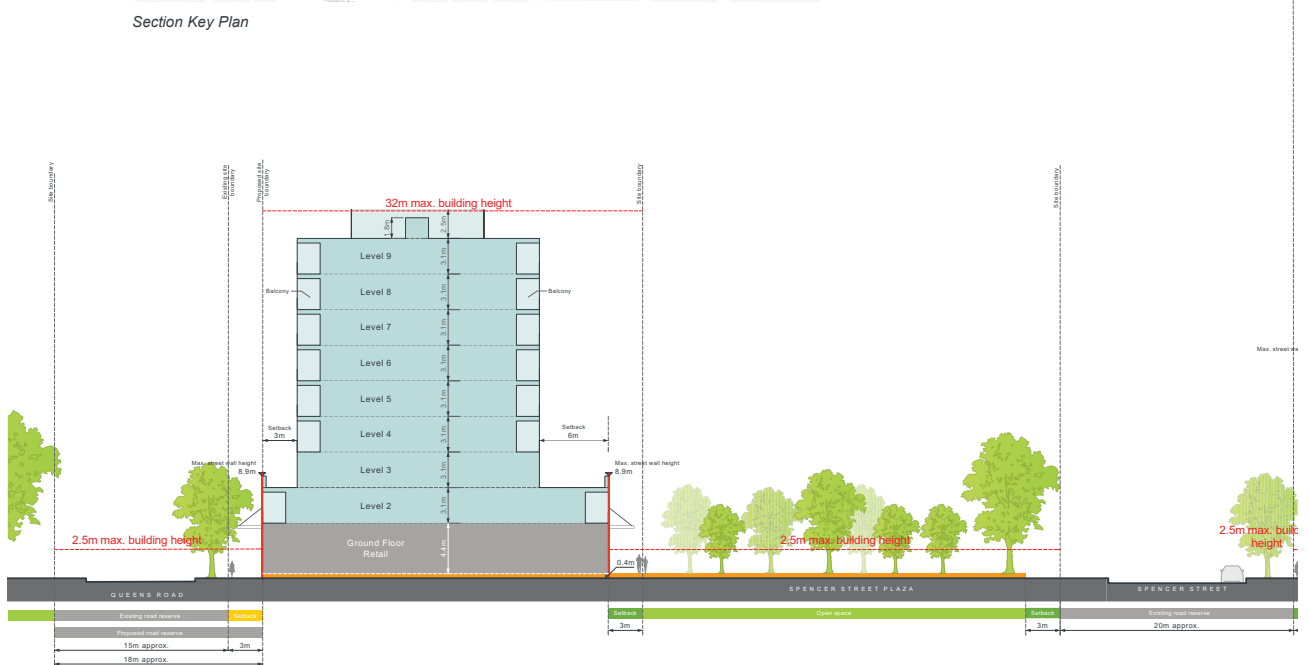 Section Key Plan
Site boundary
Existing site
boundary
Proposed site
boundary
32m max. building height
Site boundary
Site boundary
1.8m
2.5m
Level 9
3.1m
Balcony
Level 8
3.1m
Balcony
Level 7
3.1m
Level 6
3.1m
Max. street wa
Level 5
3.1m
Setback
3m
Level 4
3.1m
Setback
6m
Max. street wall height
8.9m
Level 3
3.1m
Max. street wall height
8.9m
Level 2
3.1m
2.5m max. building height
Ground Floor
Retail
4.4m
0.4m
2.5m max. building height
2.5m max. build
height
QUEENS ROAD
SPENCER STREET PLAZA
SPENCER STREET
Existing road reserve
Setback
Setback
Open space
Setback
Existing road reserve
Proposed road reserve
3m
3m
20m approx.
15m approx.
3m
18m approx.